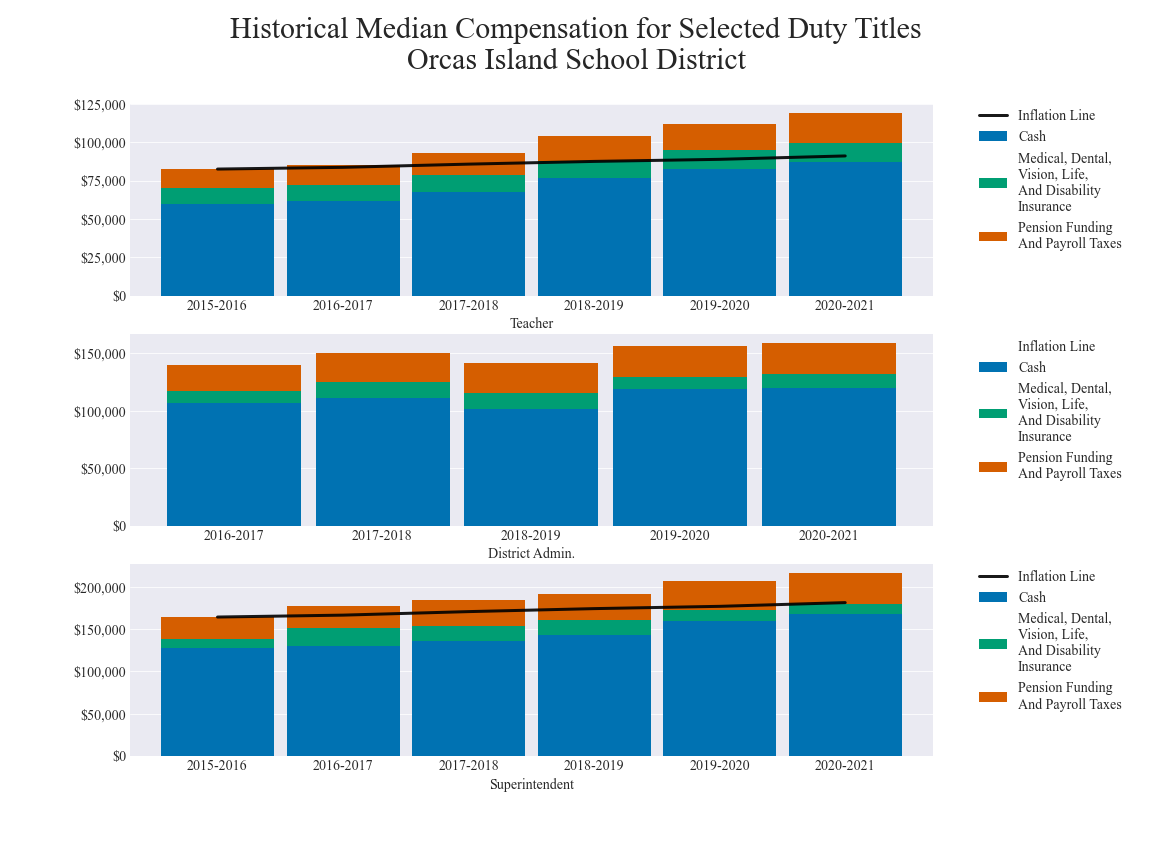 Historical Median Compensation for Selected Duty Titles
Orcas Island School District
$125,000
$100,000
$75,000
$50,000
$25,000
$0
2015-2016
2016-2017
2017-2018
2018-2019
2019-2020
2020-2021
Teacher
Inflation Line
Cash
Medical, Dental,
Vision, Life,
And Disability
Insurance
Pension Funding
And Payroll Taxes
$150,000
$100,000
$50,000
$0
2016-2017
2017-2018
2018-2019
2019-2020
2020-2021
District Admin.
Inflation Line
Cash
Medical, Dental,
Vision, Life,
And Disability
Insurance
Pension Funding
And Payroll Taxes
$200,000
$150,000
$100,000
$50,000
$0
2015-2016
2016-2017
2017-2018
2018-2019
2019-2020
2020-2021
Superintendent
Inflation Line
Cash
Medical, Dental,
Vision, Life,
And Disability
Insurance
Pension Funding
And Payroll Taxes